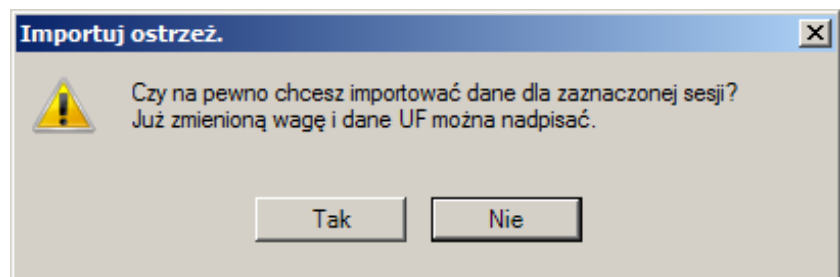 Importuj ostrzeż.
Czy na pewno chcesz importować dane dla zaznaczonej sesji?
Już zmienioną wagę i dane UF można nadpisać.
Tak
Nie